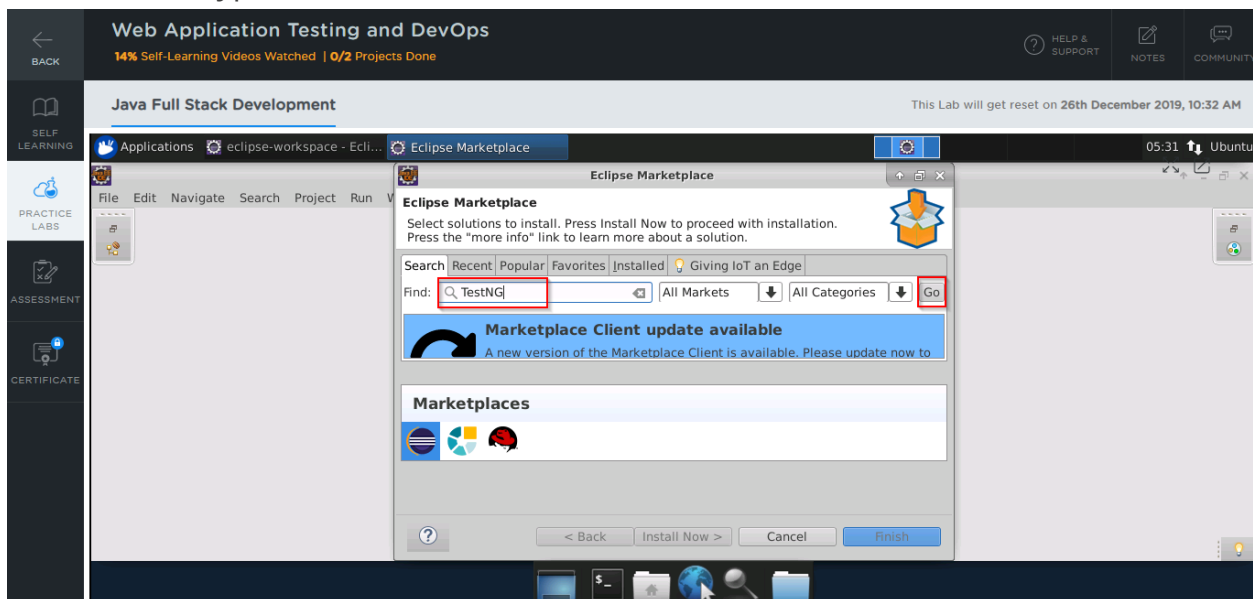 Web Application Testing and DevOps
14% Self-Learning Videos Watched | 0/2 Projects Done
BACK
HELP & SUPPORT
NOTES
COMMUNITY
Java Full Stack Development
This Lab will get reset on 26th December 2019, 10:32 AM
SELF LEARNING
PRACTICE LABS
ASSESSMENT
CERTIFICATE
Applications eclipse-workspace - Ecli... Eclipse Marketplace 05:31 Ubuntu
Eclipse Marketplace
File Edit Navigate Search Project Run W
Eclipse Marketplace
Select solutions to install. Press Install Now to proceed with installation.
Press the "more info" link to learn more about a solution.
Search Recent Popular Favorites Installed Giving IoT an Edge
Find: TestNG All Markets All Categories Go
Marketplace Client update available
A new version of the Marketplace Client is available. Please update now to
Marketplaces
? < Back Install Now > Cancel Finish
$_